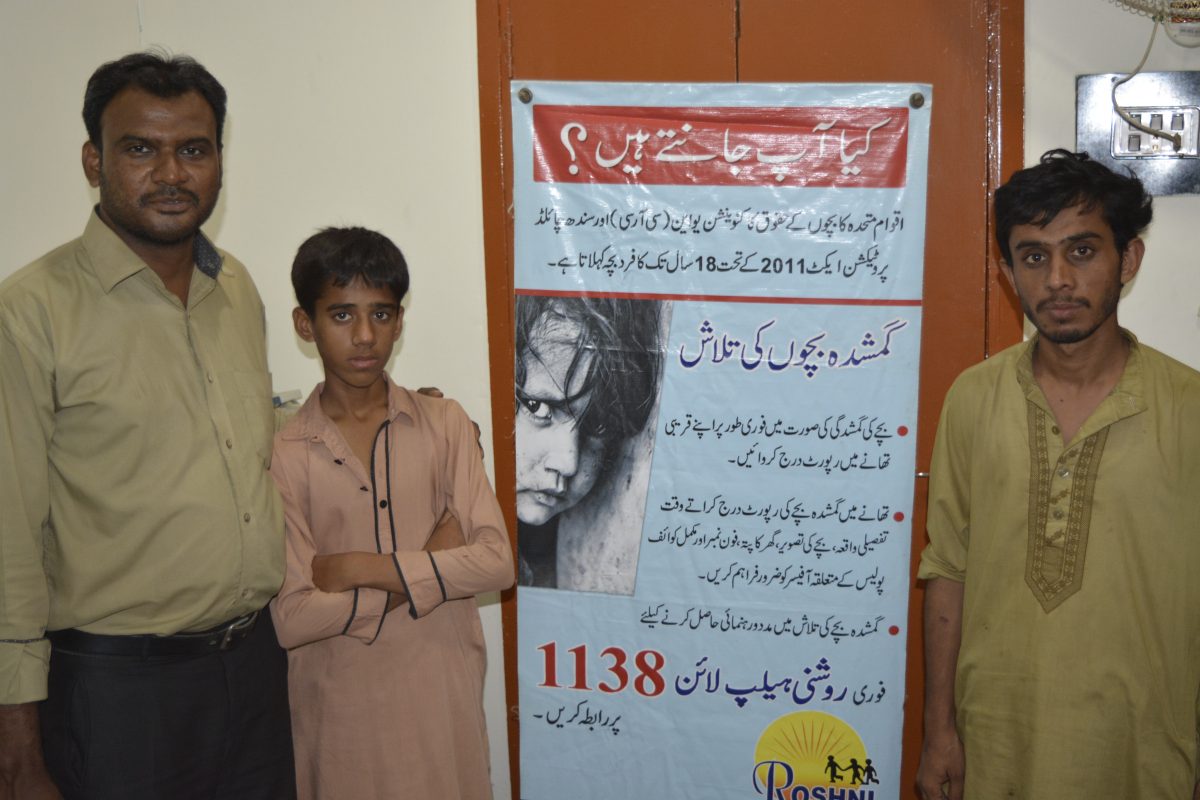 کیا آپ جانتے ہیں؟
اقوام متحدہ کا بچوں کے حقوق کا کنوینشن یو این (سی آر سی) اور سندھ چائلڈ
پروٹیکشن ایکٹ 2011 کے تحت 18 سال تک کا فرد بچہ کہلاتا ہے۔
گمشدہ بچوں کی تلاش
بچے کی گمشدگی کی صورت میں فوری طور پر اپنے قریبی
تھانے میں رپورٹ درج کروائیں۔
تھانے میں گمشدہ بچے کی رپورٹ درج کراتے وقت
تفصیلی واقعہ، بچے کی تصویر، گھر کا پتہ، فون نمبر اور مکمل کوائف
پولیس کے متعلقہ آفیسر کو ضرور فراہم کریں۔
گمشدہ بچے کی تلاش میں مدد و رہنمائی حاصل کرنے کیلئے
فوری روشنی ہیلپ لائن 1138
پر رابطہ کریں۔
ROSHNI